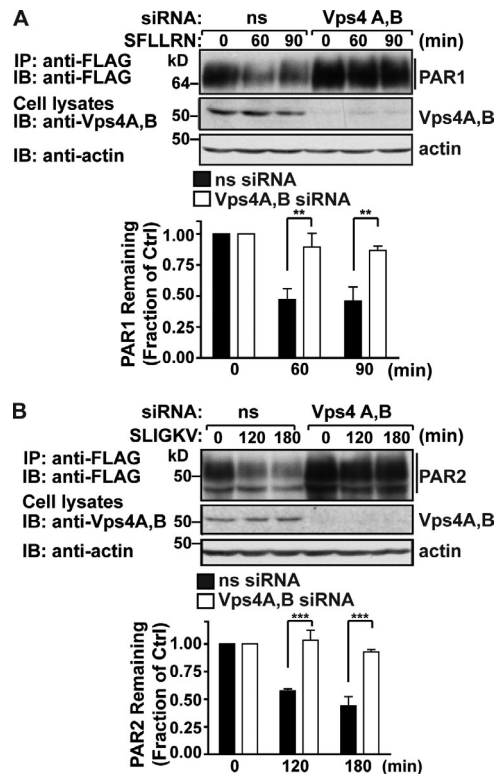 A
siRNA: ns Vps4 A,B
SFLLRN: 0 60 90 0 60 90 (min)
IP: anti-FLAG kD
IB: anti-FLAG 64 PAR1
Cell lysates
IB: anti-Vps4A,B 50 Vps4A,B
50
IB: anti-actin actin
ns siRNA
Vps4A,B siRNA
** **
PAR1 Remaining
(Fraction of Ctrl)
1.00
0.75
0.50
0.25
0.00
0 60 90 (min)
B
siRNA: ns Vps4 A,B
SLIGKV: 0 120 180 0 120 180 (min)
IP: anti-FLAG kD
IB: anti-FLAG 50 PAR2
Cell lysates
IB: anti-Vps4A,B 50 Vps4A,B
50
IB: anti-actin actin
ns siRNA
Vps4A,B siRNA
*** ***
PAR2 Remaining
(Fraction of Ctrl)
1.00
0.75
0.50
0.25
0.00
0 120 180 (min)